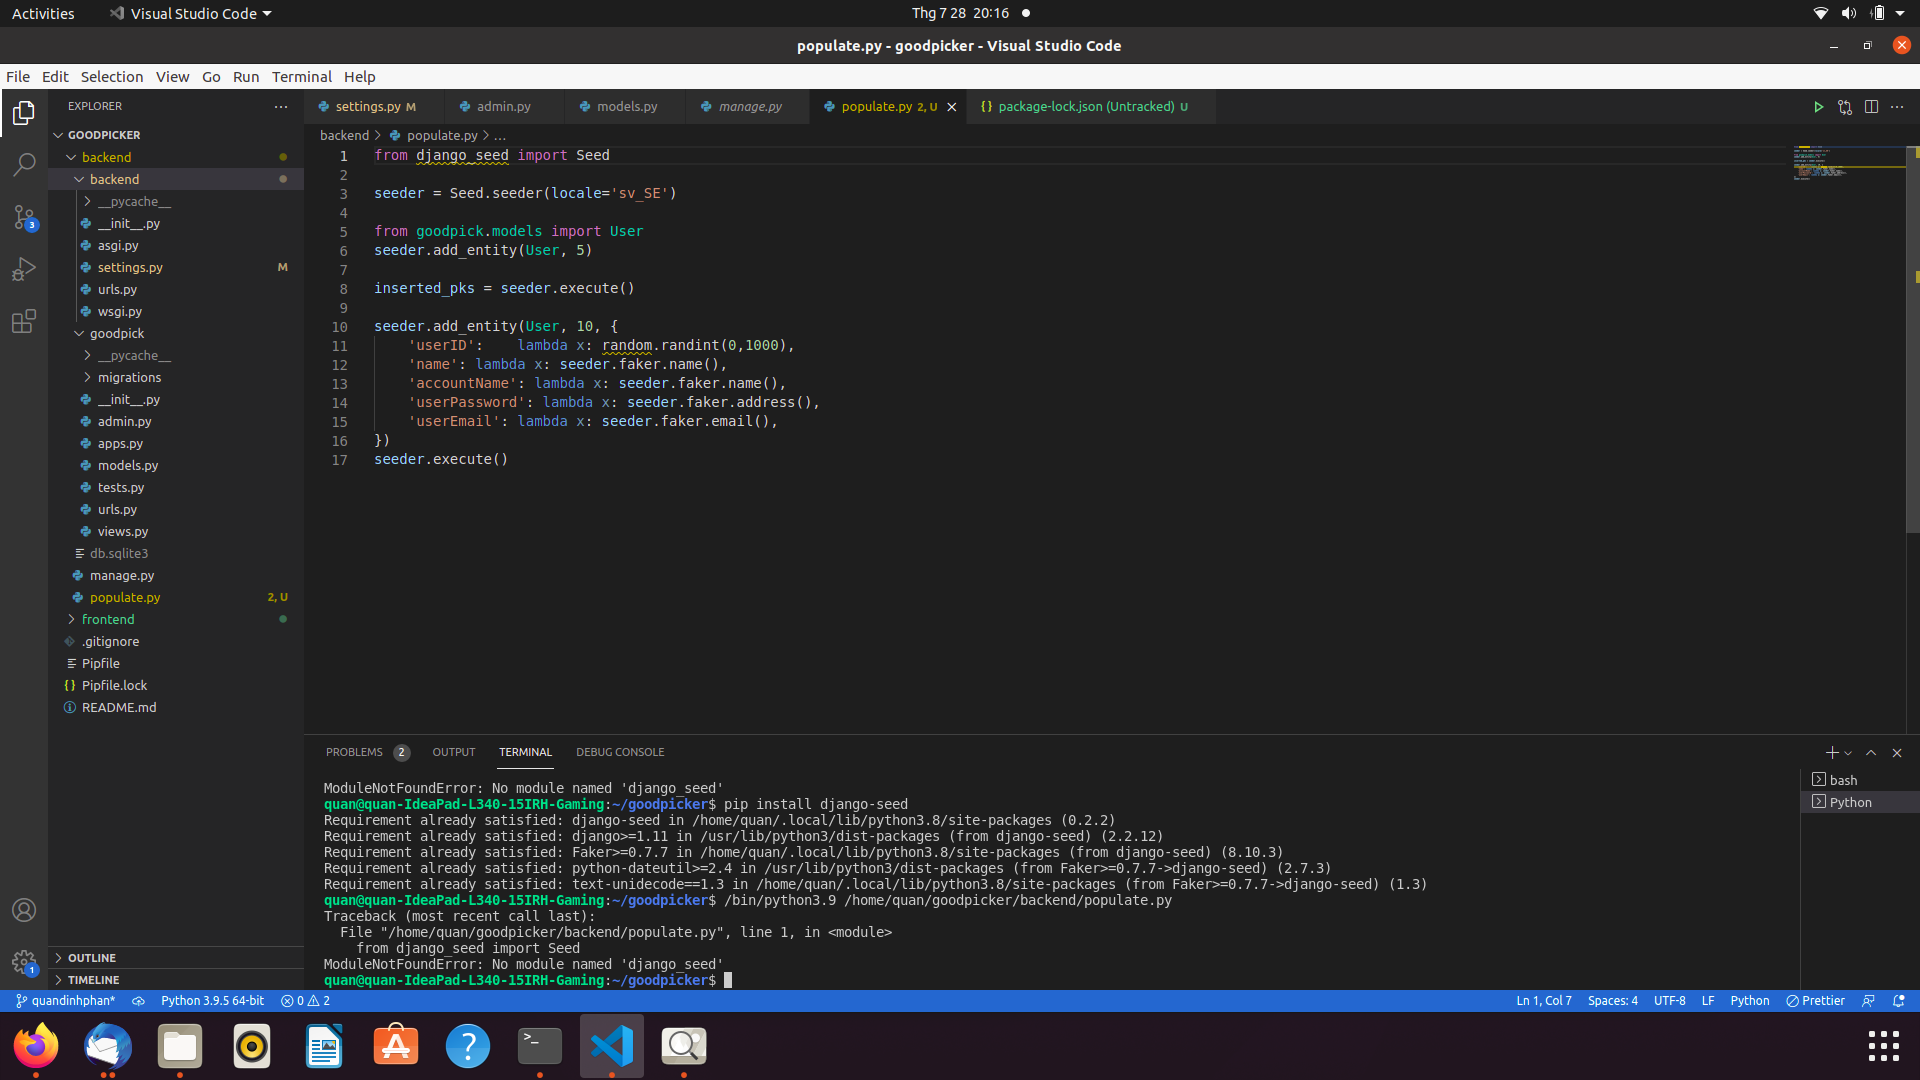 Activities
Visual Studio Code
Thg 7 28 20:16
populate.py - goodpicker - Visual Studio Code
File Edit Selection View Go Run Terminal Help
EXPLORER
GOODPICKER
backend
backend
__pycache__
__init__.py
asgi.py
settings.py M
urls.py
wsgi.py
goodpick
__pycache__
migrations
__init__.py
admin.py
apps.py
models.py
tests.py
urls.py
views.py
db.sqlite3
manage.py
populate.py 2, U
frontend
.gitignore
Pipfile
Pipfile.lock
README.md
OUTLINE
TIMELINE
3
1
settings.py M
admin.py
models.py
manage.py
populate.py 2, U
{} package-lock.json (Untracked) U
backend > populate.py > ...
1 from django_seed import Seed
2
3 seeder = Seed.seeder(locale='sv_SE')
4
5 from goodpick.models import User
6 seeder.add_entity(User, 5)
7
8 inserted_pks = seeder.execute()
9
10 seeder.add_entity(User, 10, {
11 'userID': lambda x: random.randint(0,1000),
12 'name': lambda x: seeder.faker.name(),
13 'accountName': lambda x: seeder.faker.name(),
14 'userPassword': lambda x: seeder.faker.address(),
15 'userEmail': lambda x: seeder.faker.email(),
16 })
17 seeder.execute()
PROBLEMS 2 OUTPUT TERMINAL DEBUG CONSOLE
bash
Python
ModuleNotFoundError: No module named 'django_seed'
quan@quan-IdeaPad-L340-15IRH-Gaming:~/goodpicker$ pip install django-seed
Requirement already satisfied: django-seed in /home/quan/.local/lib/python3.8/site-packages (0.2.2)
Requirement already satisfied: django>=1.11 in /usr/lib/python3/dist-packages (from django-seed) (2.2.12)
Requirement already satisfied: Faker>=0.7.7 in /home/quan/.local/lib/python3.8/site-packages (from django-seed) (8.10.3)
Requirement already satisfied: python-dateutil>=2.4 in /usr/lib/python3/dist-packages (from Faker>=0.7.7->django-seed) (2.7.3)
Requirement already satisfied: text-unidecode==1.3 in /home/quan/.local/lib/python3.8/site-packages (from Faker>=0.7.7->django-seed) (1.3)
quan@quan-IdeaPad-L340-15IRH-Gaming:~/goodpicker$ /bin/python3.9 /home/quan/goodpicker/backend/populate.py
Traceback (most recent call last):
File "/home/quan/goodpicker/backend/populate.py", line 1, in <module>
from django_seed import Seed
ModuleNotFoundError: No module named 'django_seed'
quan@quan-IdeaPad-L340-15IRH-Gaming:~/goodpicker$
quandinhphan* Python 3.9.5 64-bit 0 2
Ln 1, Col 7 Spaces: 4 UTF-8 LF Python Prettier